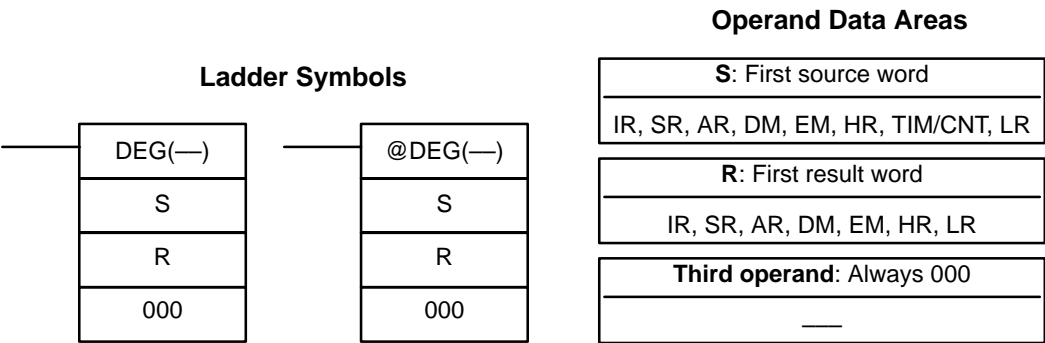 Ladder Symbols
DEG(––)
S
R
000
@DEG(––)
S
R
000
Operand Data Areas
S: First source word
IR, SR, AR, DM, EM, HR, TIM/CNT, LR
R: First result word
IR, SR, AR, DM, EM, HR, LR
Third operand: Always 000
–––